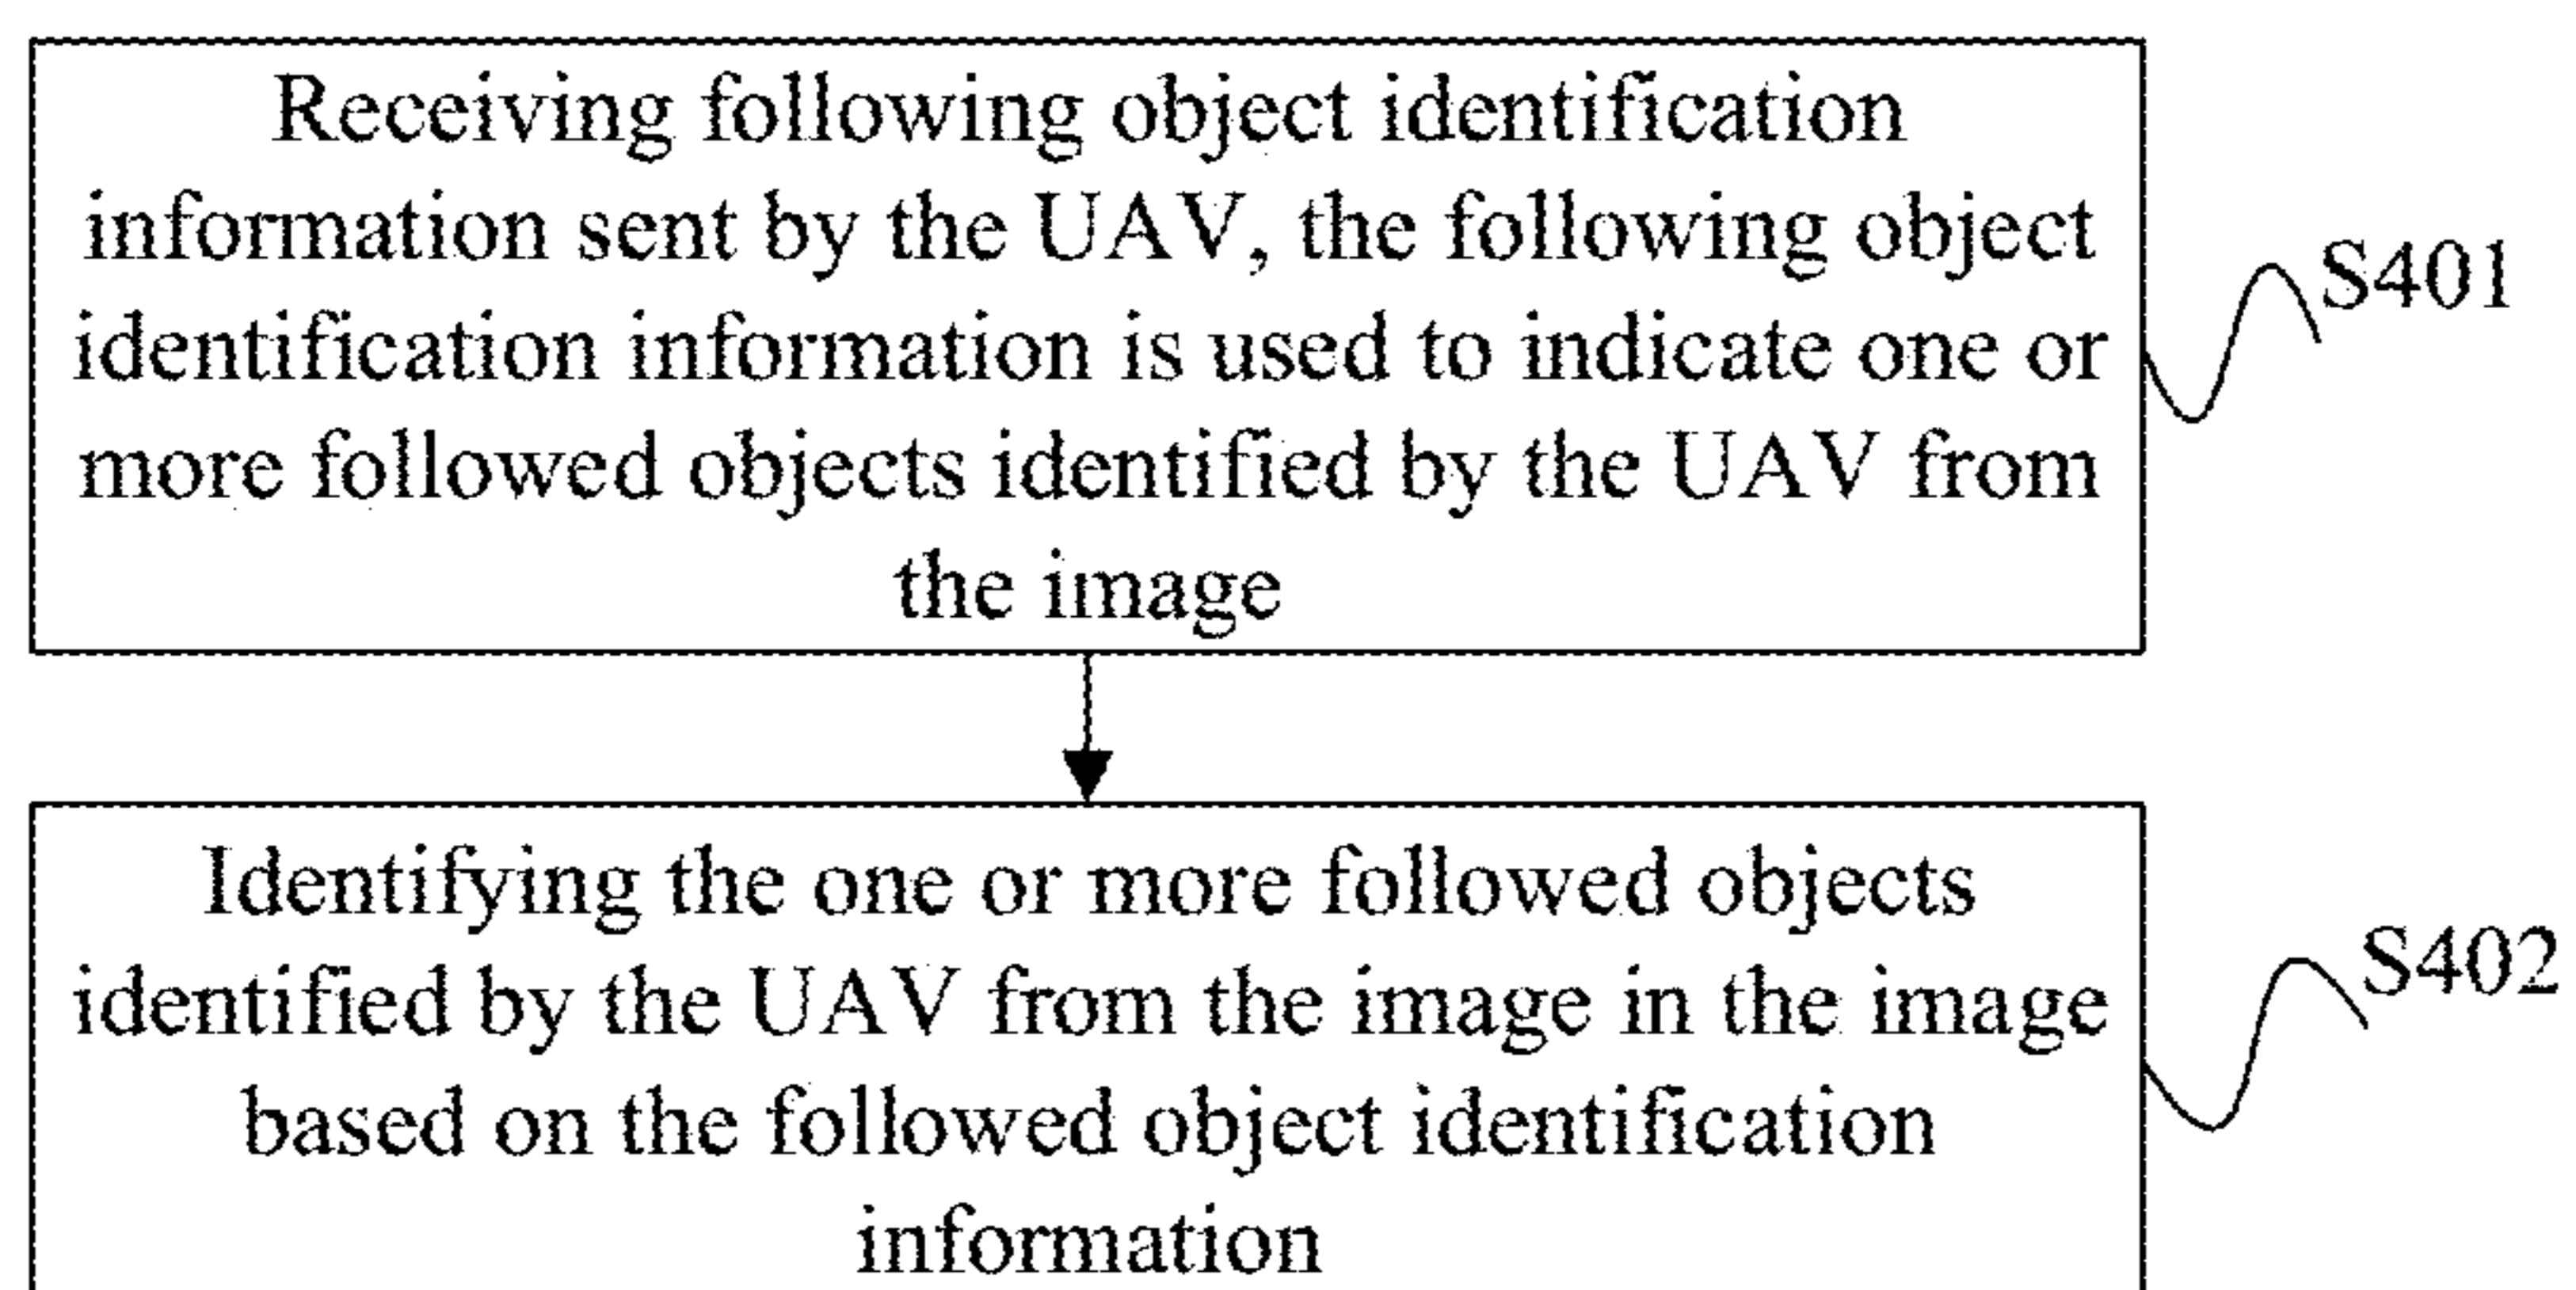 Receiving following object identification
information sent by the UAV, the following object
identification information is used to indicate one or
more followed objects identified by the UAV from
the image
S401
Identifying the one or more followed objects
identified by the UAV from the image in the image
based on the followed object identification
information
S402